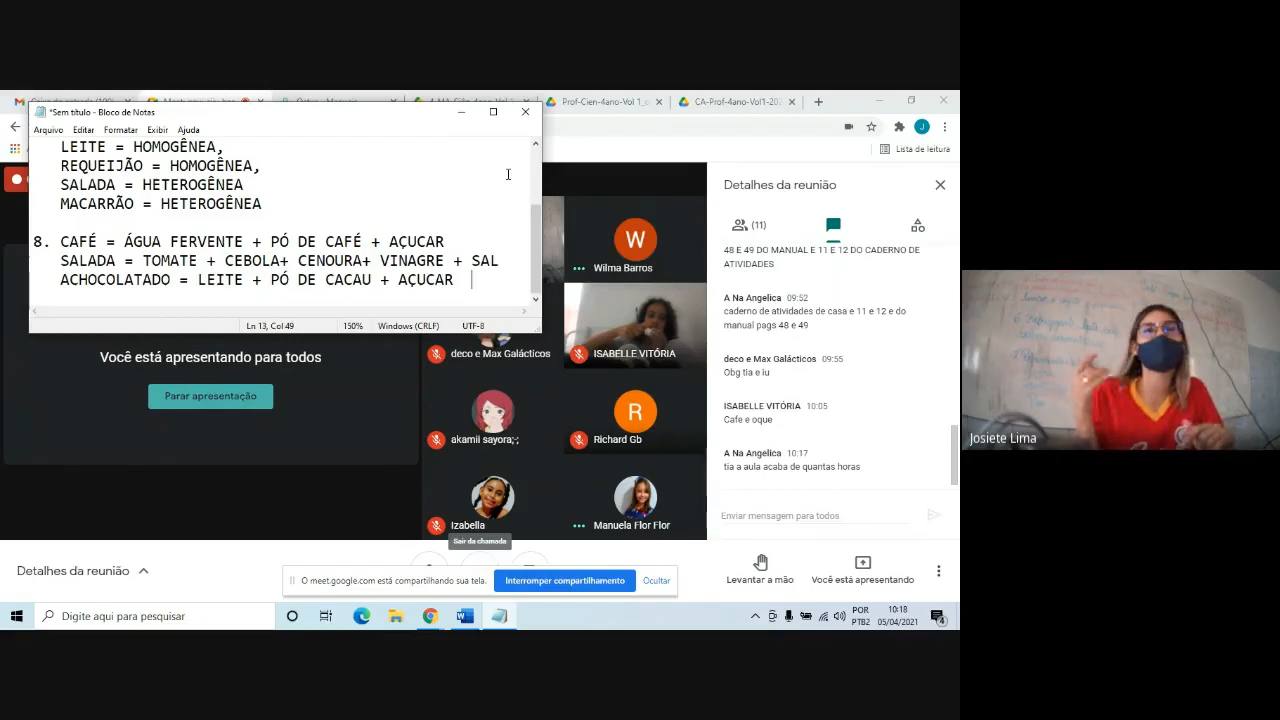 *Sem título - Bloco de Notas
Prof-Cien-4ano-Vol 1_
CA-Prof-4ano-Vol1-202
Arquivo Editar Formatar Exibir Ajuda
Lista de leitura
LEITE = HOMOGÊNEA,
REQUEIJÃO = HOMOGÊNEA,
SALADA = HETEROGÊNEA
MACARRÃO = HETEROGÊNEA
8. CAFÉ = ÁGUA FERVENTE + PÓ DE CAFÉ + AÇUCAR
SALADA = TOMATE + CEBOLA+ CENOURA+ VINAGRE + SAL
ACHOCOLATADO = LEITE + PÓ DE CACAU + AÇUCAR
Ln 13, Col 49 150% Windows (CRLF) UTF-8
Você está apresentando para todos
Parar apresentação
W
Wilma Barros
deco e Max Galácticos
ISABELLE VITÓRIA
akamii sayora;-;
R
Richard Gb
Izabella
Manuela Flor Flor
Sair da chamada
Detalhes da reunião
(11)
48 E 49 DO MANUAL E 11 E 12 DO CADERNO DE
ATIVIDADES
A Na Angelica 09:52
caderno de atividades de casa e 11 e 12 e do
manual pags 48 e 49
deco e Max Galácticos 09:55
Obg tia e iu
ISABELLE VITÓRIA 10:05
Cafe e oque
A Na Angelica 10:17
tia a aula acaba de quantas horas
Enviar mensagem para todos
Josiete Lima
Detalhes da reunião
O meet.google.com está compartilhando sua tela.
Interromper compartilhamento
Ocultar
Levantar a mão
Você está apresentando
Digite aqui para pesquisar
POR
PTB2
10:18
05/04/2021
4
J